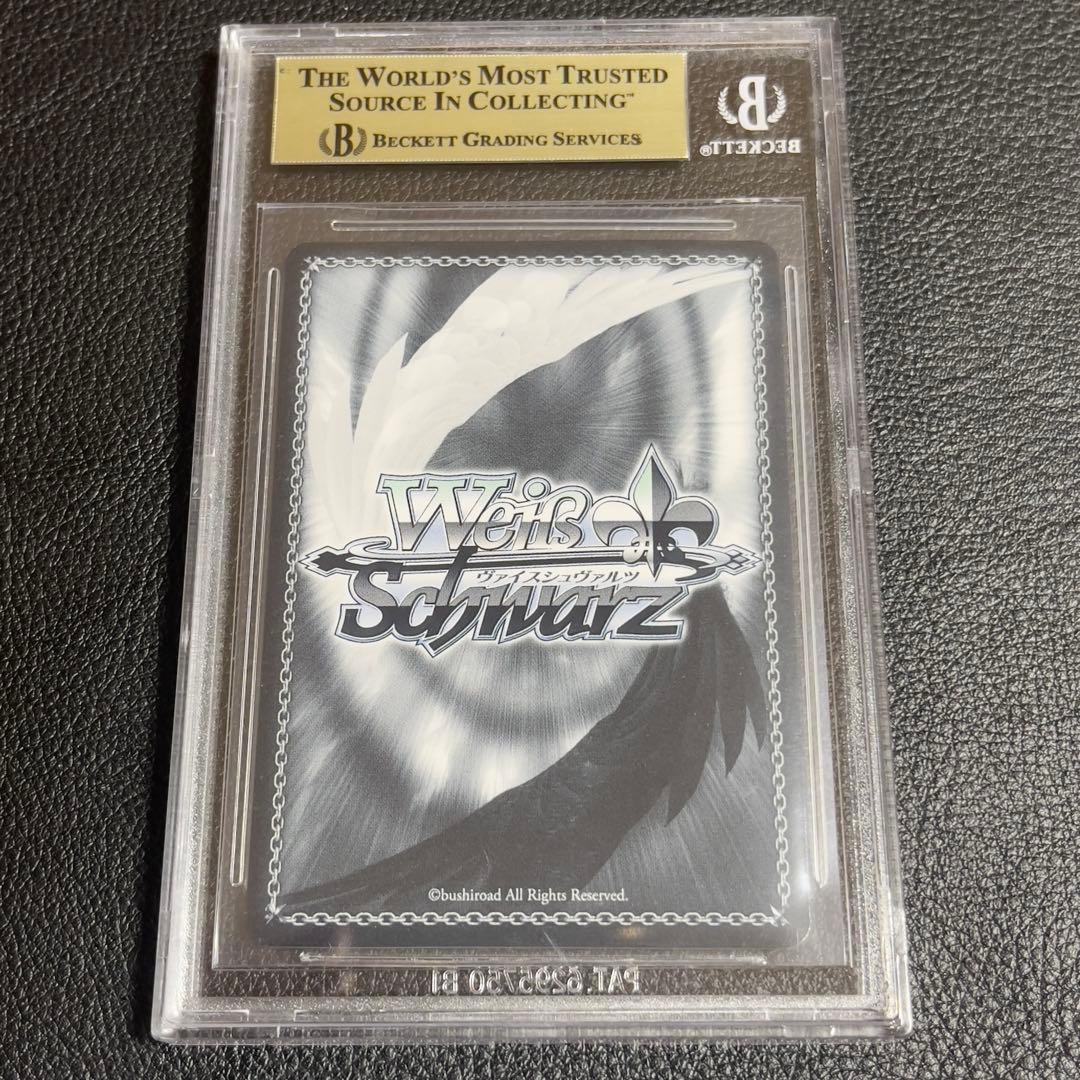 THE WORLD'S MOST TRUSTED
SOURCE IN COLLECTING™
B BECKETT GRADING SERVICES®
B
BECKETT®
Weiß
ヴァイスシュヴァルツ
Schwarz
©bushiroad All Rights Reserved.
PAT. 6295750 B1